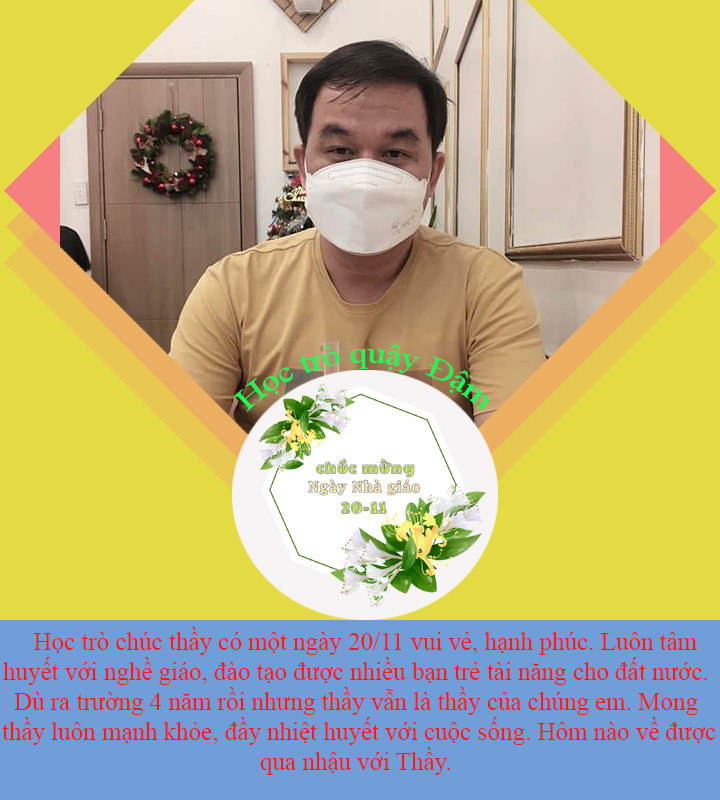 Học trò quậy Đậm
chúc mừng
Ngày Nhà giáo
20-11
Học trò chúc thầy có một ngày 20/11 vui vẻ, hạnh phúc. Luôn tâm
huyết với nghề giáo, đào tạo được nhiều bạn trẻ tài năng cho đất nước.
Dù ra trường 4 năm rồi nhưng thầy vẫn là thầy của chúng em. Mong
thầy luôn mạnh khỏe, đầy nhiệt huyết với cuộc sống. Hôm nào về được
qua nhậu với Thầy.